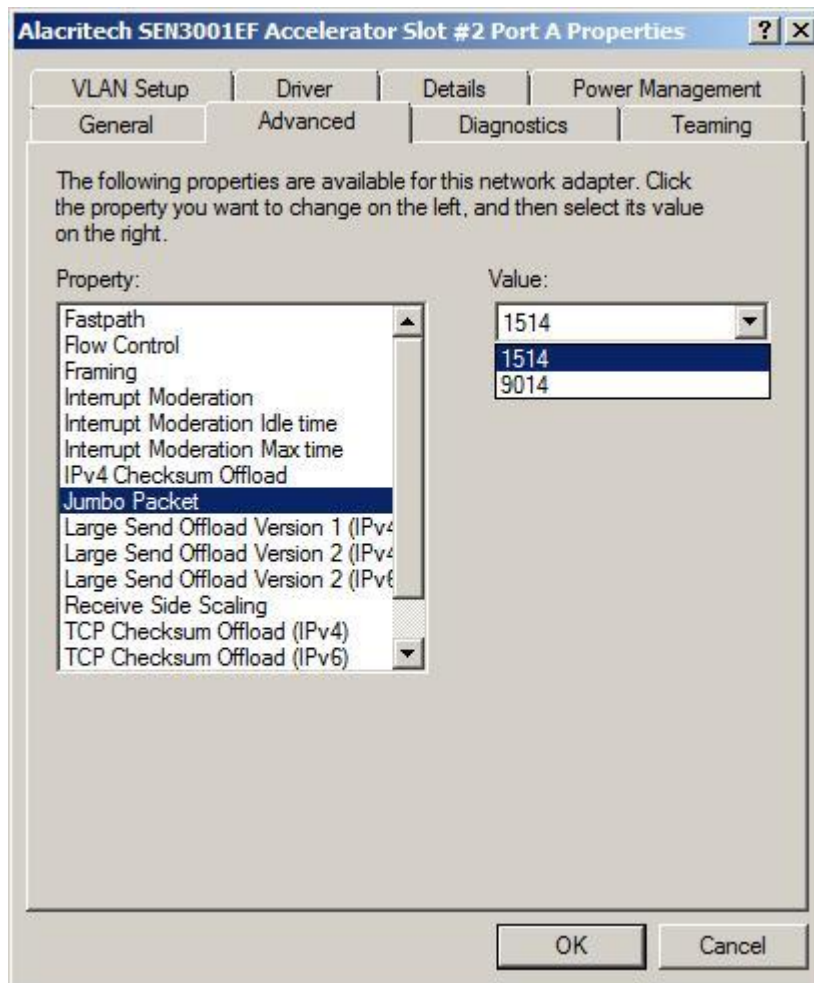 Alacritech SEN3001EF Accelerator Slot #2 Port A Properties
VLAN Setup
Driver
Details
Power Management
General
Advanced
Diagnostics
Teaming
The following properties are available for this network adapter. Click
the property you want to change on the left, and then select its value
on the right.
Property:
Value:
Fastpath
Flow Control
Framing
Interrupt Moderation
Interrupt Moderation Idle time
Interrupt Moderation Max time
IPv4 Checksum Offload
Jumbo Packet
Large Send Offload Version 1 (IPv4
Large Send Offload Version 2 (IPv4
Large Send Offload Version 2 (IPv6
Receive Side Scaling
TCP Checksum Offload (IPv4)
TCP Checksum Offload (IPv6)
1514
1514
9014
OK
Cancel